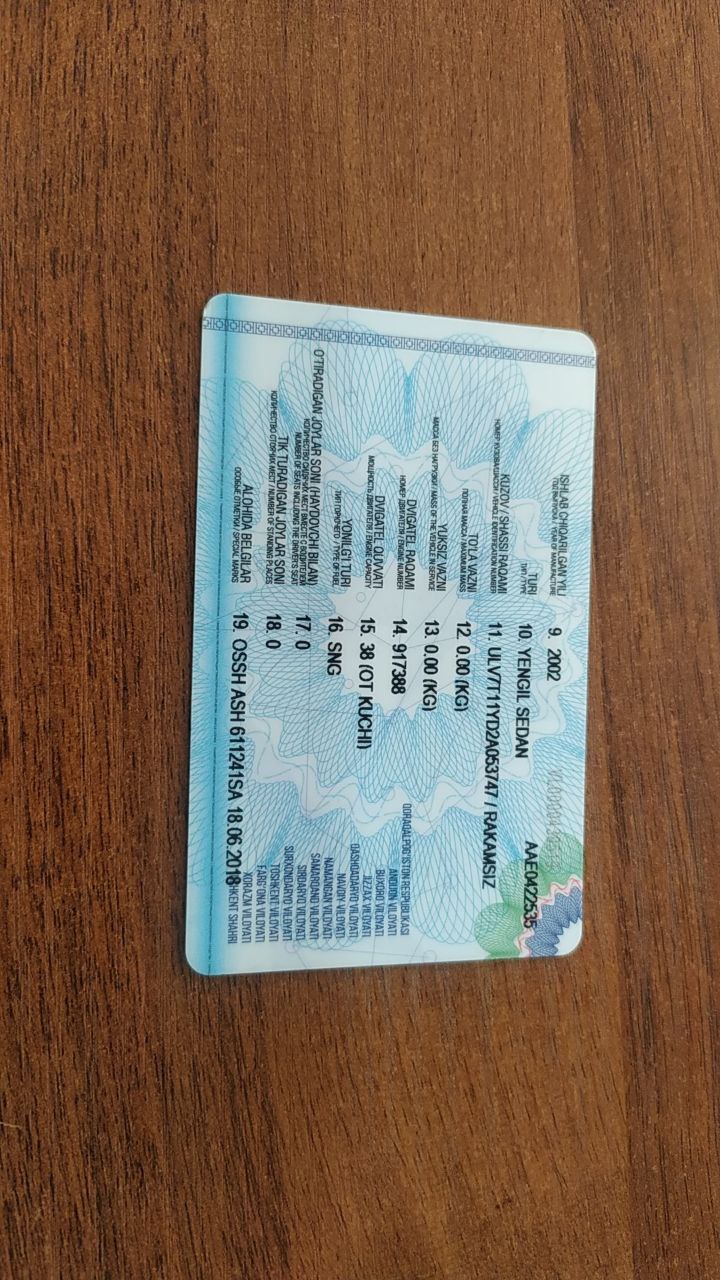 AAE0422535
ISHLAB CHIQARILGAN YILI 9. 2002
ГОД ВЫПУСКА / YEAR OF MANUFACTURE
TURI 10. YENGIL SEDAN
ТИП / TYPE
KUZOV / SHASSI RAQAMI 11. ULV7T11YD2A053747 / RAKAMSIZ
НОМЕР КУЗОВА/ШАССИ / VEHICLE IDENTIFICATION NUMBER
TO'LA VAZNI 12. 0.00 (KG)
ПОЛНАЯ МАССА / MAXIMUM MASS
YUKSIZ VAZNI 13. 0.00 (KG)
МАССА БЕЗ НАГРУЗКИ / MASS OF THE VEHICLE IN SERVICE
DVIGATEL RAQAMI 14. 917388
НОМЕР ДВИГАТЕЛЯ / ENGINE NUMBER
DVIGATEL QUVVATI 15. 38 (OT KUCHI)
МОЩНОСТЬ ДВИГАТЕЛЯ / ENGINE CAPACITY
YONILG'I TURI 16. SNG
ТИП ГОРЮЧЕГО - TYPE OF FUEL
O'TIRADIGAN JOYLAR SONI (HAYDOVCHI BILAN) 17. 0
КОЛИЧЕСТВО СИДЯЧИХ МЕСТ ВМЕСТЕ С ВОДИТЕЛЕМ
NUMBER OF SEATS INCLUDING THE DRIVER'S SEAT
TIK TURADIGAN JOYLAR SONI 18. 0
КОЛИЧЕСТВО СТОЯЧИХ МЕСТ / NUMBER OF STANDING PLACES
ALOHIDA BELGILAR 19. OSSH ASH 611241SA 18.06.2018
ОСОБЫЕ ОТМЕТКИ / SPECIAL MARKS
QORAQALPOG'ISTON RESPUBLIKASI
ANDIJON VILOYATI
BUXORO VILOYATI
JIZZAX VILOYATI
QASHQADARYO VILOYATI
NAVOIY VILOYATI
NAMANGAN VILOYATI
SAMARQAND VILOYATI
SIRDARYO VILOYATI
SURXONDARYO VILOYATI
TOSHKENT VILOYATI
FARG'ONA VILOYATI
XORAZM VILOYATI
SHAHRI